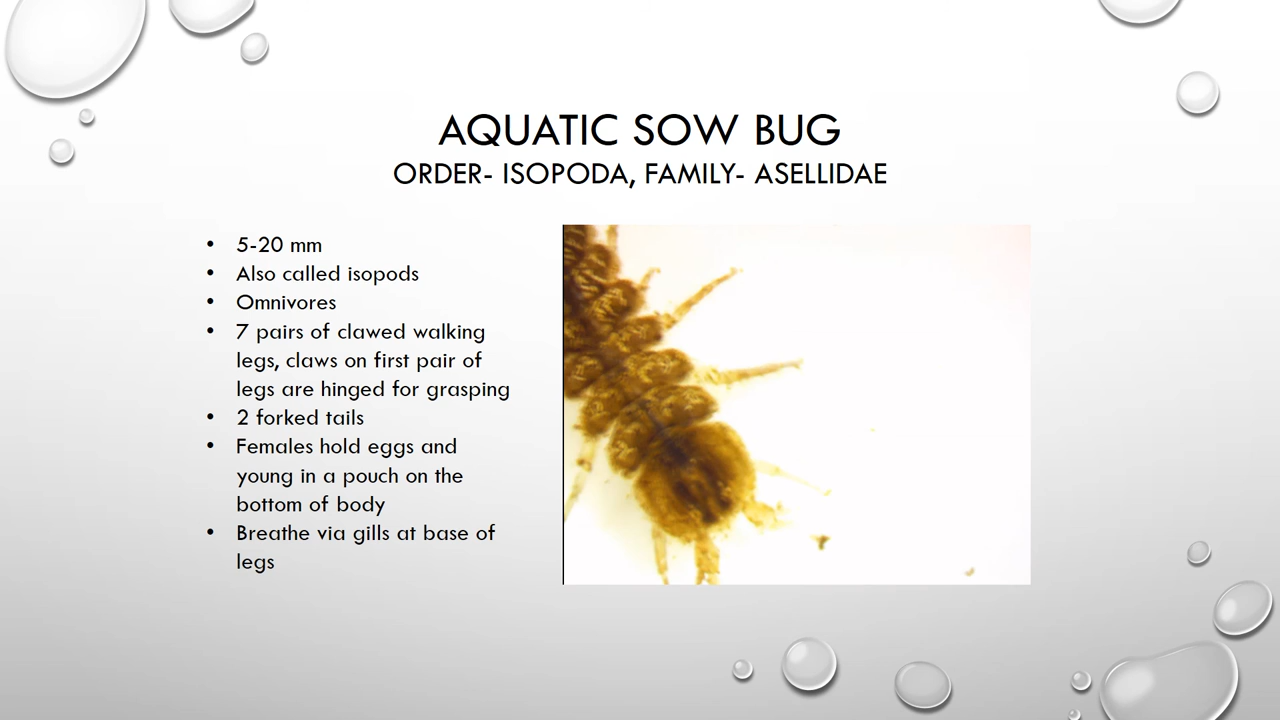 AQUATIC SOW BUG
ORDER- ISOPODA, FAMILY- ASELLIDAE
• 5-20 mm
• Also called isopods
• Omnivores
• 7 pairs of clawed walking
legs, claws on first pair of
legs are hinged for grasping
• 2 forked tails
• Females hold eggs and
young in a pouch on the
bottom of body
• Breathe via gills at base of
legs